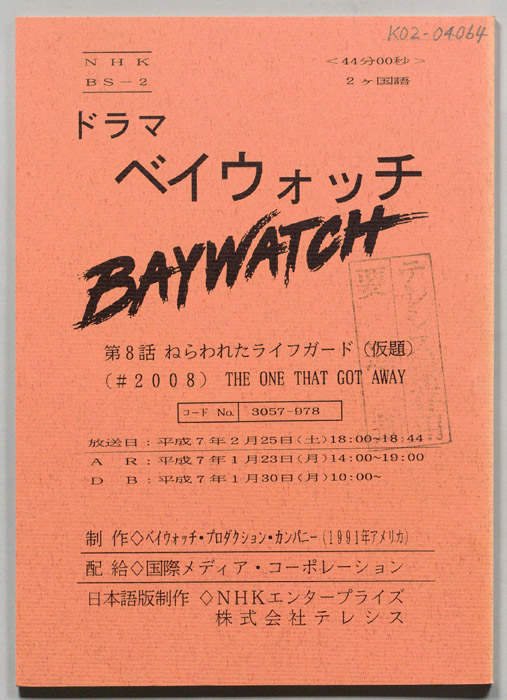 K02-04064
NHK
BS-2
<44分00秒>
2ヶ国語
ドラマ
ベイウォッチ
BAYWATCH
第8話 ねらわれたライフガード(仮題)
(#2008) THE ONE THAT GOT AWAY
コード No. 3057-978
放送日:平成7年2月25日(土)18:00~18:44
A R:平成7年1月23日(月)14:00~19:00
D B:平成7年1月30日(月)10:00~
制 作◇ベイウォッチ・プロダクション・カンパニー(1991年アメリカ)
配 給◇国際メディア・コーポレーション
日本語版制作 ◇NHKエンタープライズ
株式会社テレシス